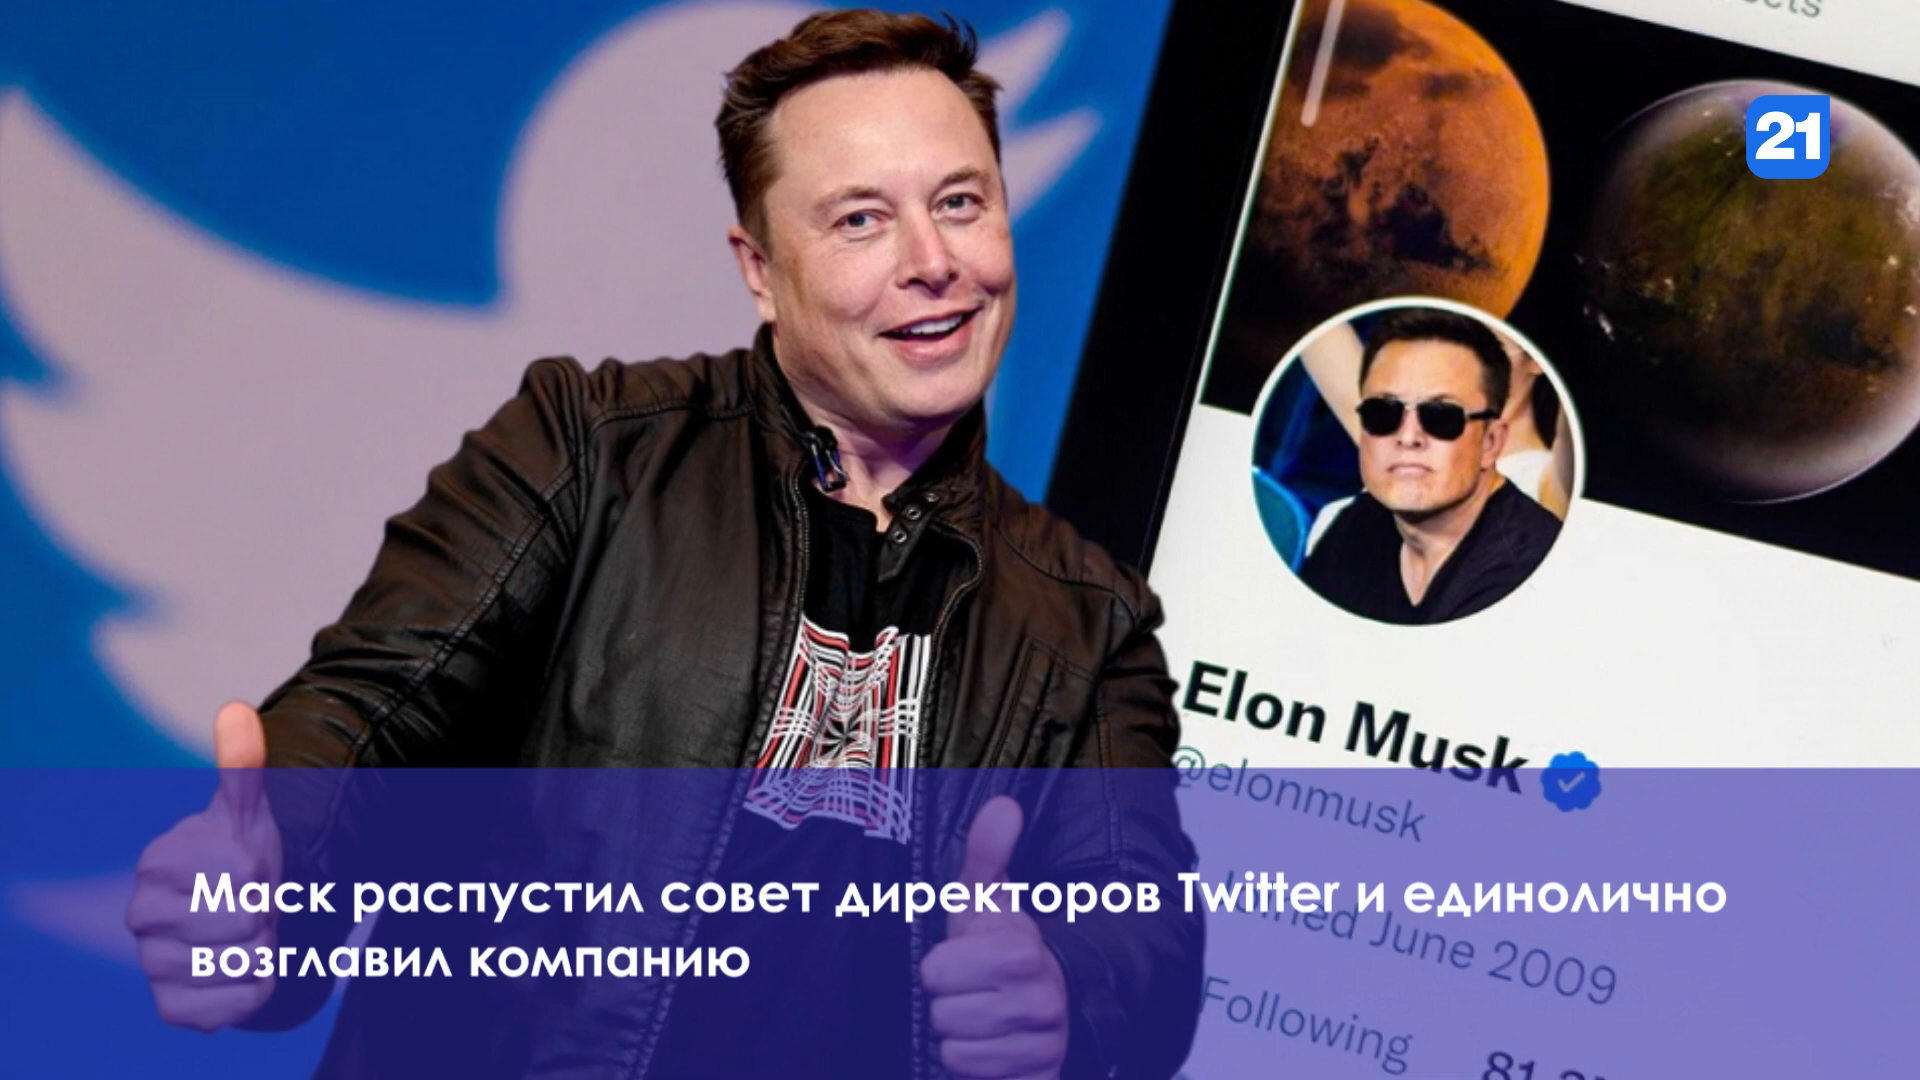 21
Elon Musk
@elonmusk
Маск распустил совет директоров Twitter и единолично
возглавил компанию
Joined June 2009
Following